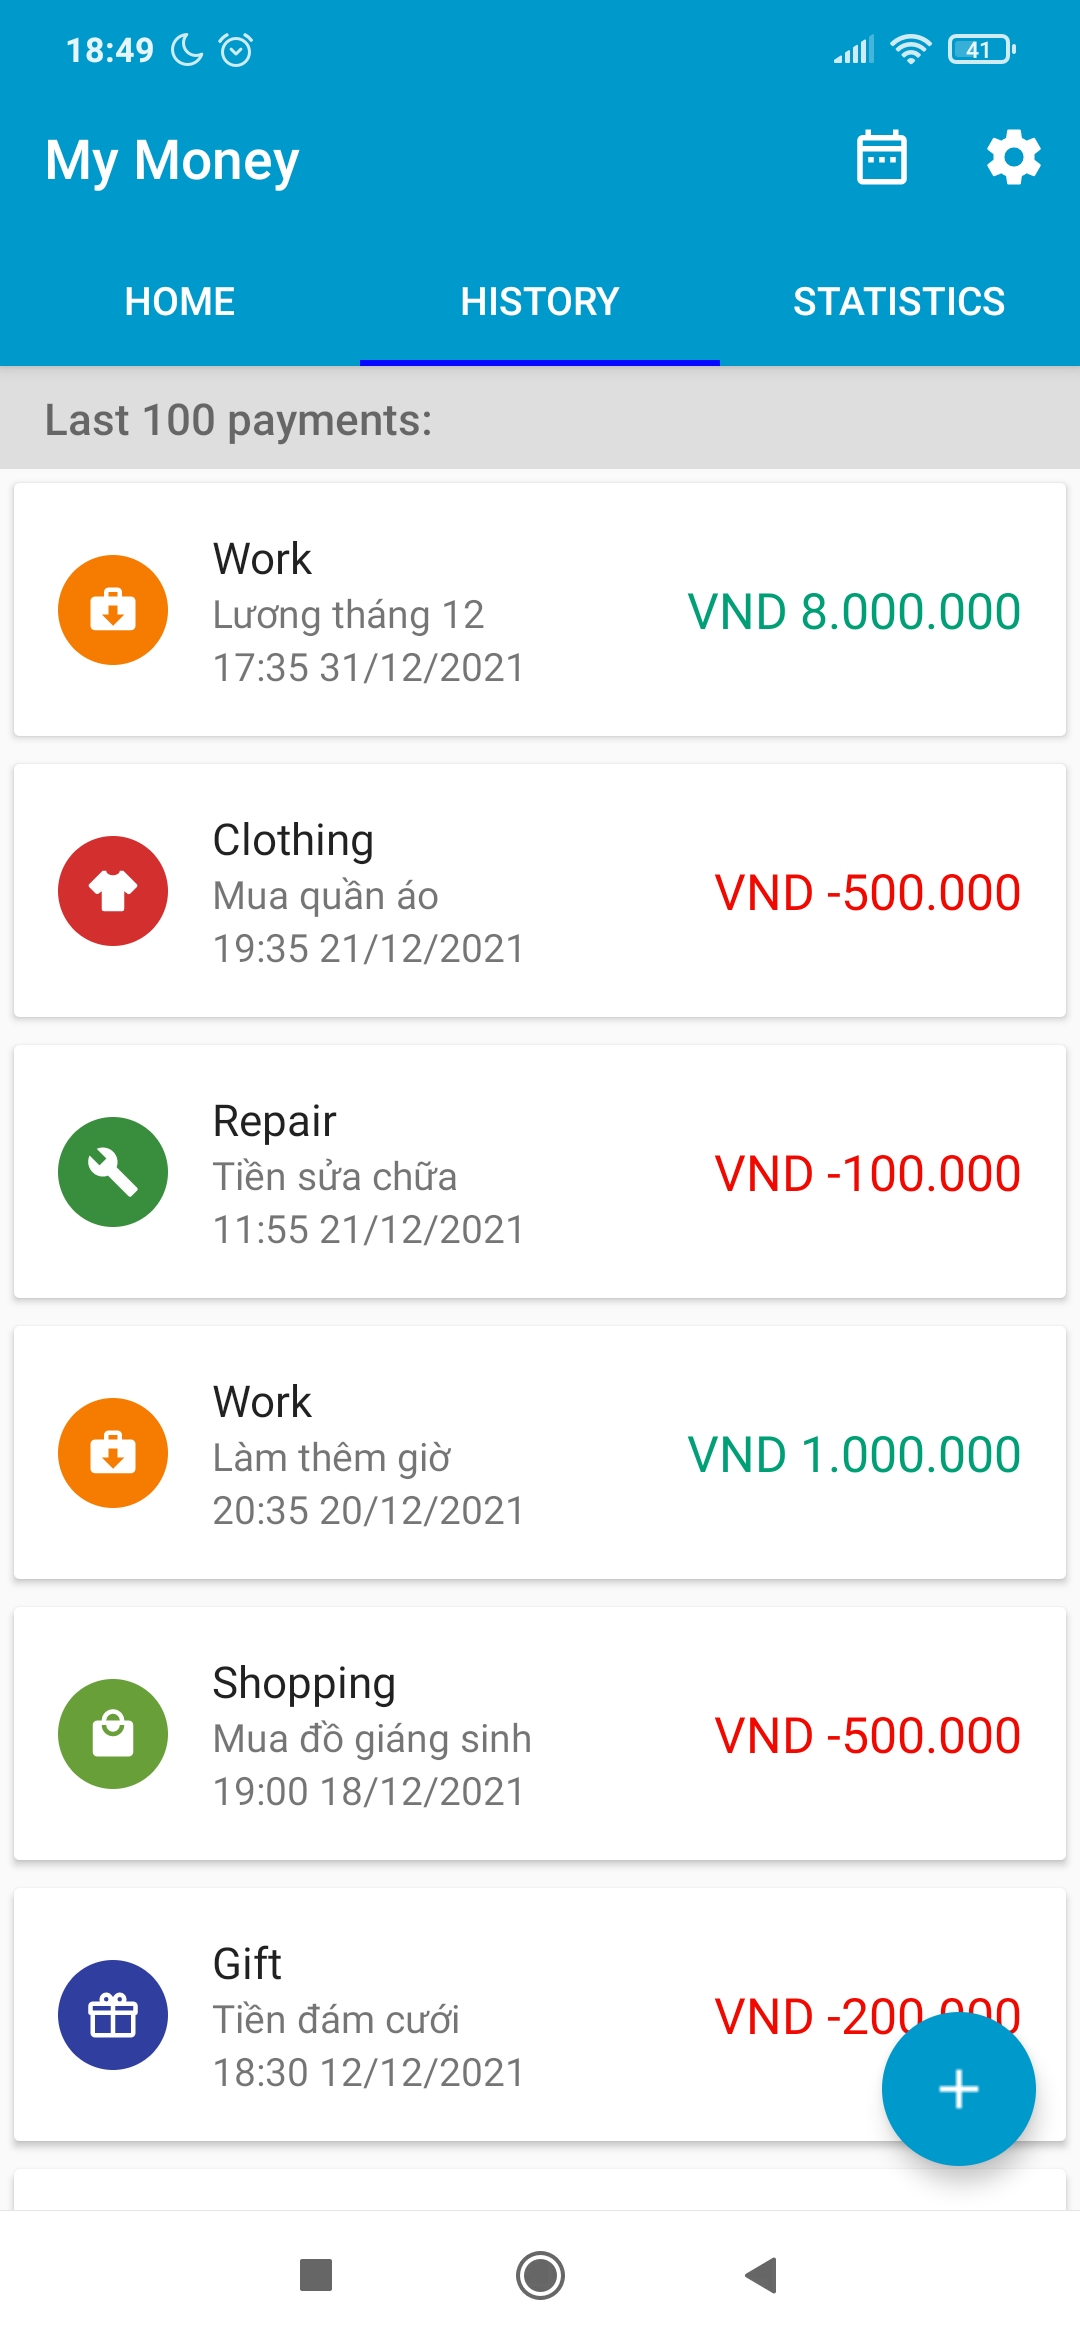 18:49
41
My Money
HOME
HISTORY
STATISTICS
Last 100 payments:
Work
Lương tháng 12
17:35 31/12/2021
VND 8.000.000
Clothing
Mua quần áo
19:35 21/12/2021
VND -500.000
Repair
Tiền sửa chữa
11:55 21/12/2021
VND -100.000
Work
Làm thêm giờ
20:35 20/12/2021
VND 1.000.000
Shopping
Mua đồ giáng sinh
19:00 18/12/2021
VND -500.000
Gift
Tiền đám cưới
18:30 12/12/2021
VND -200.000